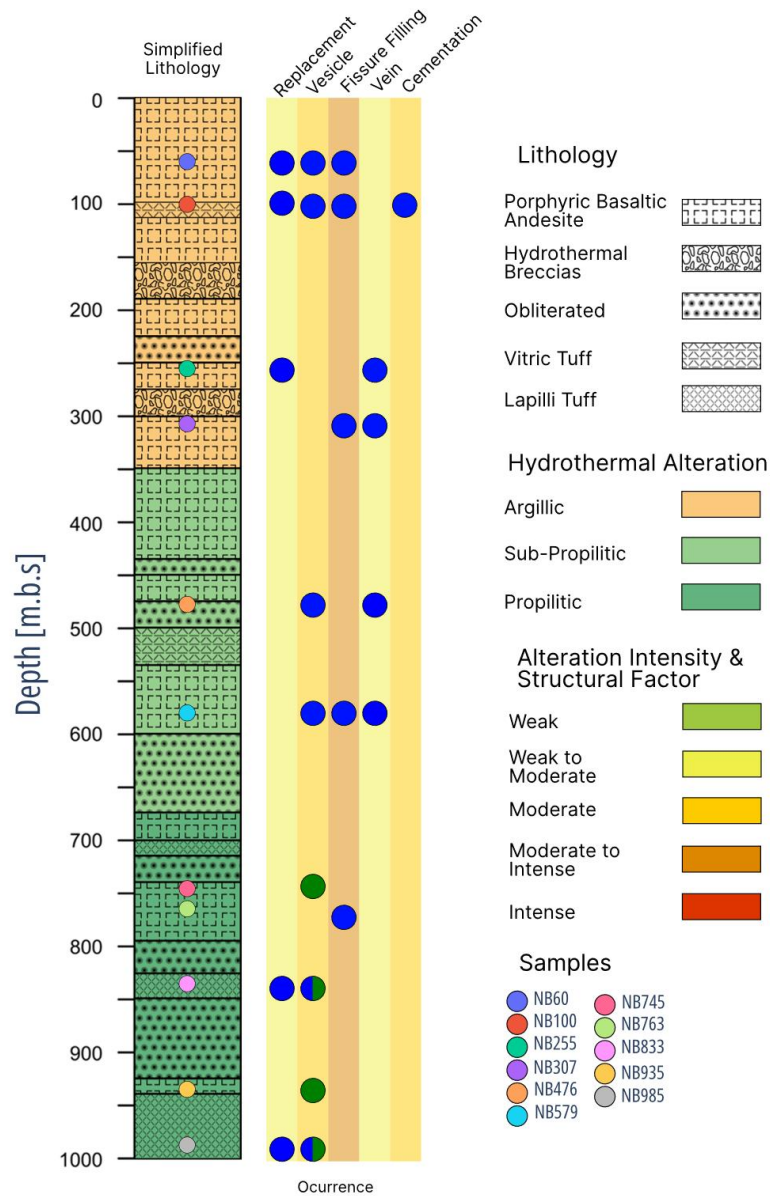 Simplified
Lithology
Replacement
Vesicle
Fissure Filling
Vein
Cementation
Depth [m.b.s]
0
100
200
300
400
500
600
700
800
900
1000
Ocurrence
Lithology
Porphyric Basaltic
Andesite
Hydrothermal
Breccias
Obliterated
Vitric Tuff
Lapilli Tuff
Hydrothermal Alteration
Argillic
Sub-Propilitic
Propilitic
Alteration Intensity &
Structural Factor
Weak
Weak to
Moderate
Moderate
Moderate to
Intense
Intense
Samples
NB60
NB100
NB255
NB307
NB476
NB579
NB745
NB763
NB833
NB935
NB985